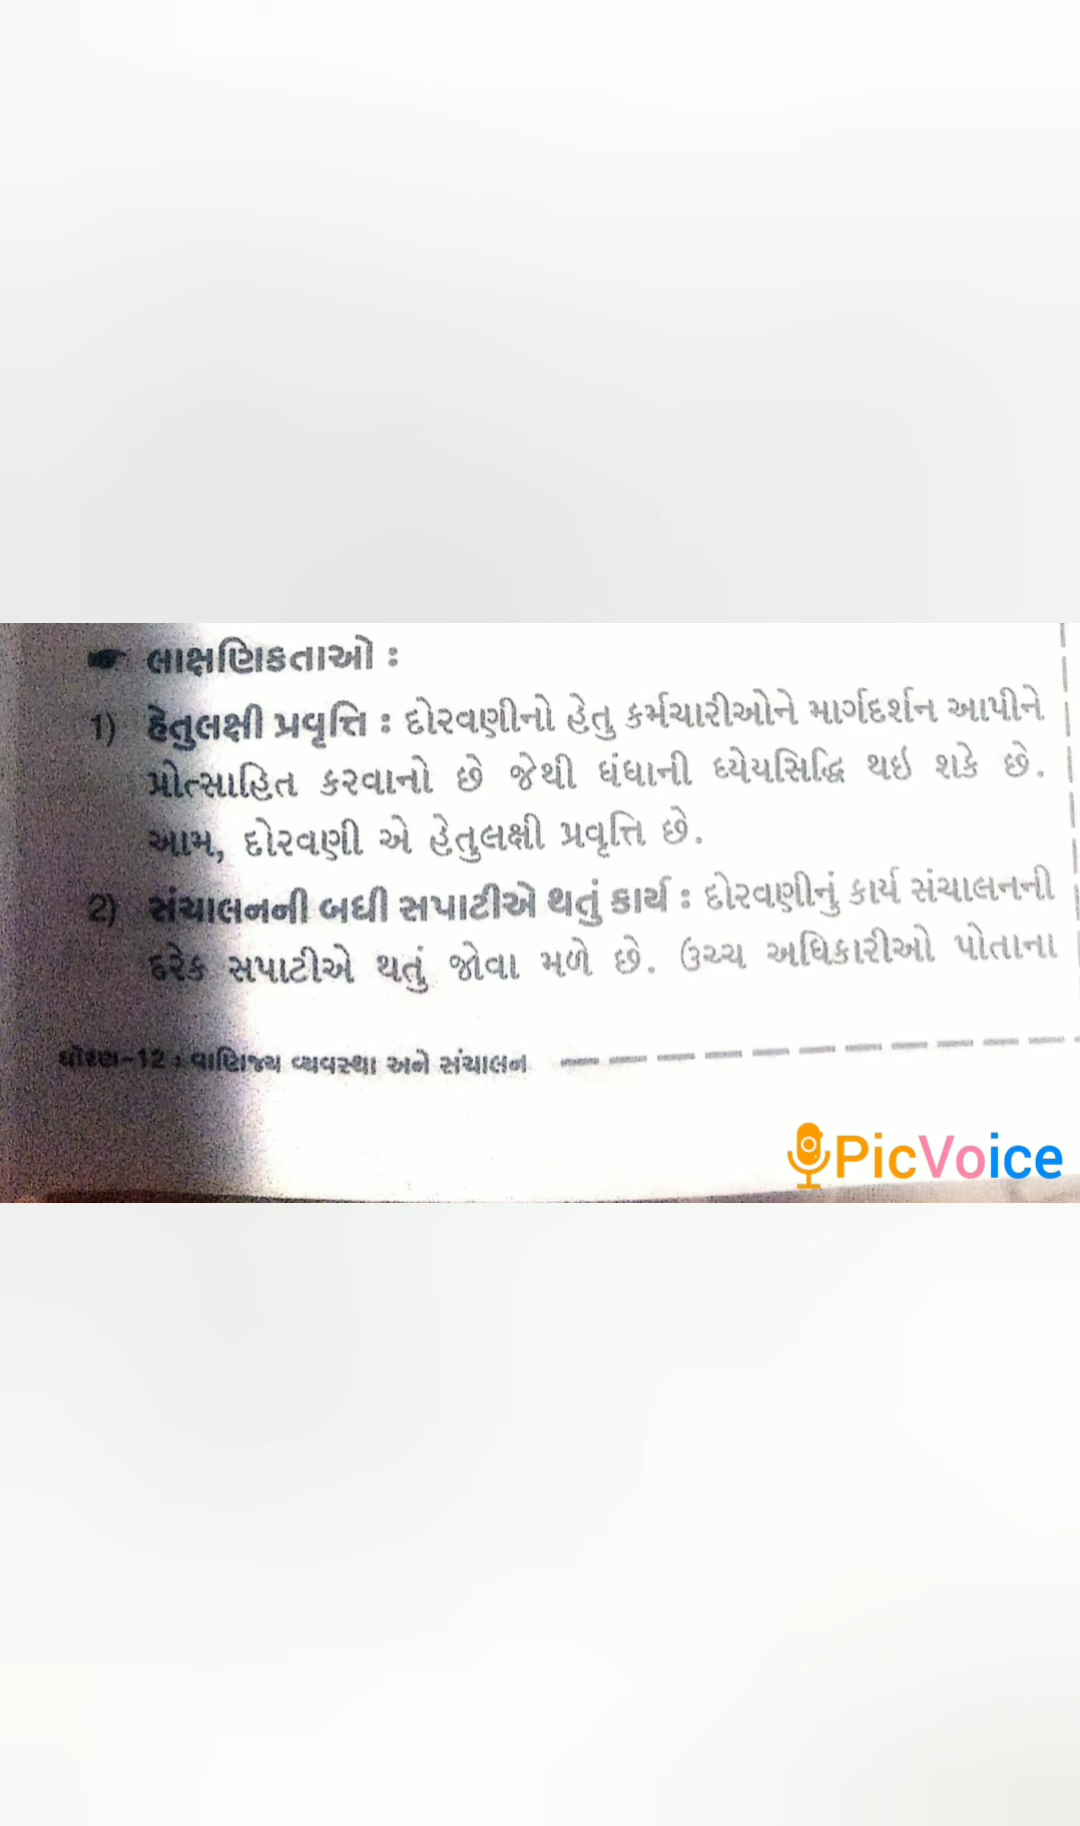 ☛ લાક્ષણિકતાઓ :
1) હેતુલક્ષી પ્રવૃત્તિ : દોરવણીનો હેતુ કર્મચારીઓને માર્ગદર્શન આપીને
પ્રોત્સાહિત કરવાનો છે જેથી ધંધાની ધ્યેયસિદ્ધિ થઇ શકે છે.
આમ, દોરવણી એ હેતુલક્ષી પ્રવૃત્તિ છે.
2) સંચાલનની બધી સપાટીએ થતું કાર્ય : દોરવણીનું કાર્ય સંચાલનની
દરેક સપાટીએ થતું જોવા મળે છે. ઉચ્ચ અધિકારીઓ પોતાના
ધોરણ-12 : વાણિજ્ય વ્યવસ્થા અને સંચાલન
PicVoice